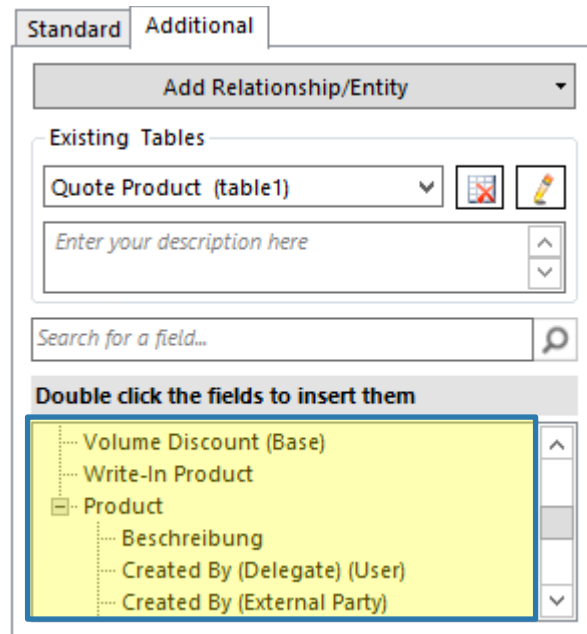 Standard Additional
Add Relationship/Entity
Existing Tables
Quote Product (table1)
Enter your description here
Search for a field...
Double click the fields to insert them
Volume Discount (Base)
Write-In Product
Product
Beschreibung
Created By (Delegate) (User)
Created By (External Party)